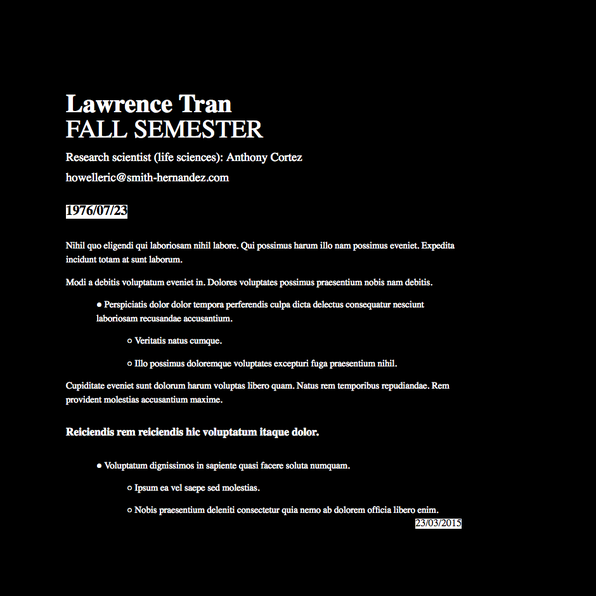 Lawrence Tran
FALL SEMESTER
Research scientist (life sciences): Anthony Cortez
howelleric@smith-hernandez.com
1976/07/23
Nihil quo eligendi qui laboriosam nihil labore. Qui possimus harum illo nam possimus eveniet. Expedita
incidunt totam at sunt laborum.
Modi a debitis voluptatum eveniet in. Dolores voluptates possimus praesentium nobis nam debitis.
● Perspiciatis dolor dolor tempora perferendis culpa dicta delectus consequatur nesciunt
laboriosam recusandae accusantium.
○ Veritatis natus cumque.
○ Illo possimus doloremque voluptates excepturi fuga praesentium nihil.
Cupiditate eveniet sunt dolorum harum voluptas libero quam. Natus rem temporibus repudiandae. Rem
provident molestias accusantium maxime.
Reiciendis rem reiciendis hic voluptatum itaque dolor.
● Voluptatum dignissimos in sapiente quasi facere soluta numquam.
○ Ipsum ea vel saepe sed molestias.
○ Nobis praesentium deleniti consectetur quia nemo ab dolorem officia libero enim.
23/03/2015